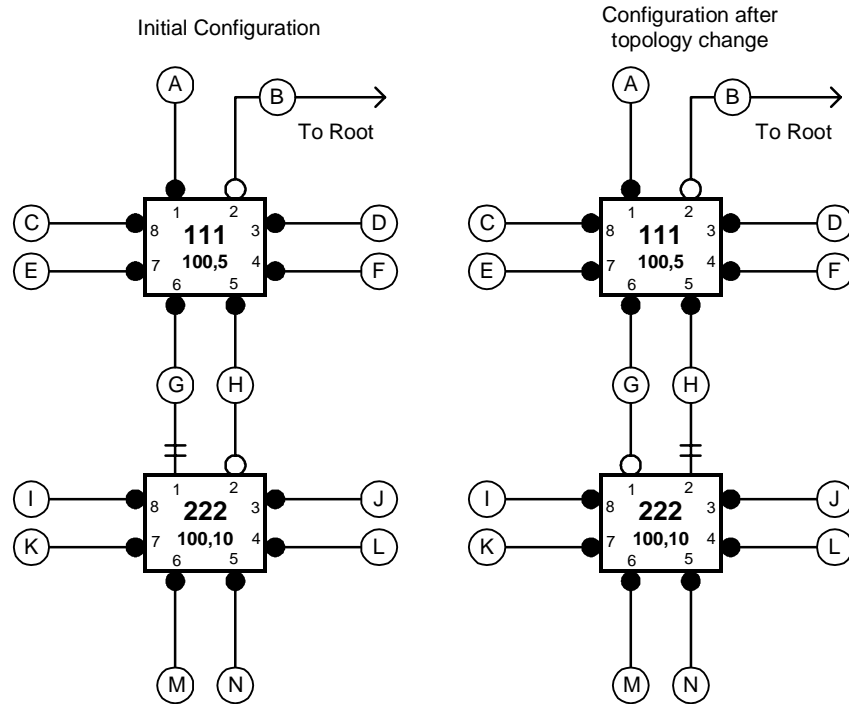 Initial Configuration
Configuration after
topology change
A
B
To Root
A
B
To Root
C
E
1
2
8
3
7
4
6
5
111
100,5
D
F
C
E
1
2
8
3
7
4
6
5
111
100,5
D
F
G
H
G
H
I
K
1
2
8
3
7
4
6
5
222
100,10
J
L
I
K
1
2
8
3
7
4
6
5
222
100,10
J
L
M
N
M
N